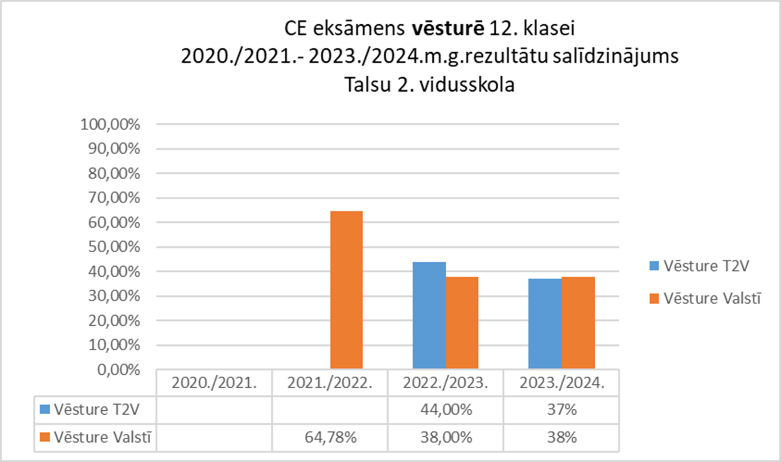 CE eksāmens vēsturē 12. klasei
2020./2021.- 2023./2024.m.g.rezultātu salīdzinājums
Talsu 2. vidusskola
100,00%
90,00%
80,00%
70,00%
60,00%
50,00%
40,00%
30,00%
20,00%
10,00%
0,00%
Vēsture T2V
Vēsture Valstī
2020./2021. 2021./2022. 2022./2023. 2023./2024.
Vēsture T2V 44,00% 37%
Vēsture Valstī 64,78% 38,00% 38%